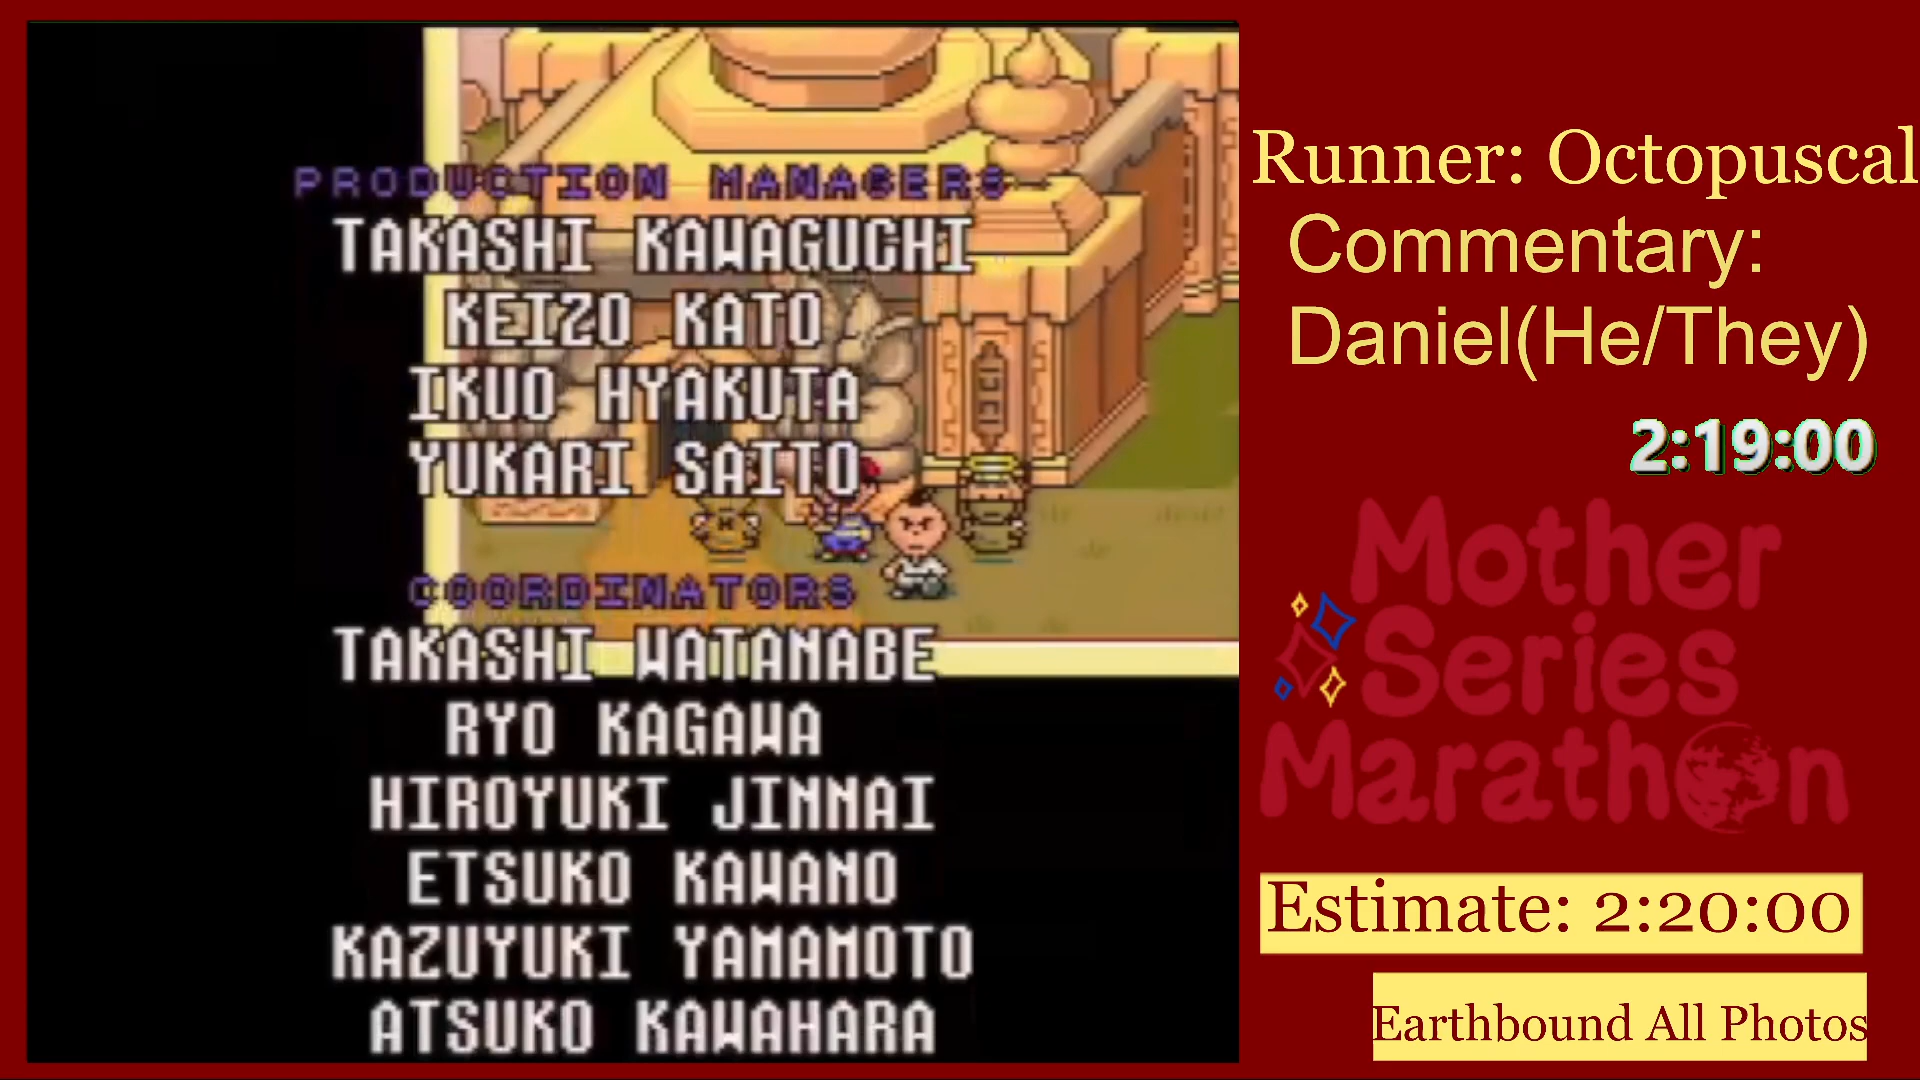 PRODUCTION MANAGERS
TAKASHI KAWAGUCHI
KEIZO KATO
IKUO HYAKUTA
YUKARI SAITO
COORDINATORS
TAKASHI WATANABE
RYO KAGAWA
HIROYUKI JINNAI
ETSUKO KAWANO
KAZUYUKI YAMAMOTO
ATSUKO KAWAHARA
Runner: Octopuscal
Commentary:
Daniel(He/They)
2:19:00
Mother
Series
Marathon
Estimate: 2:20:00
Earthbound All Photos